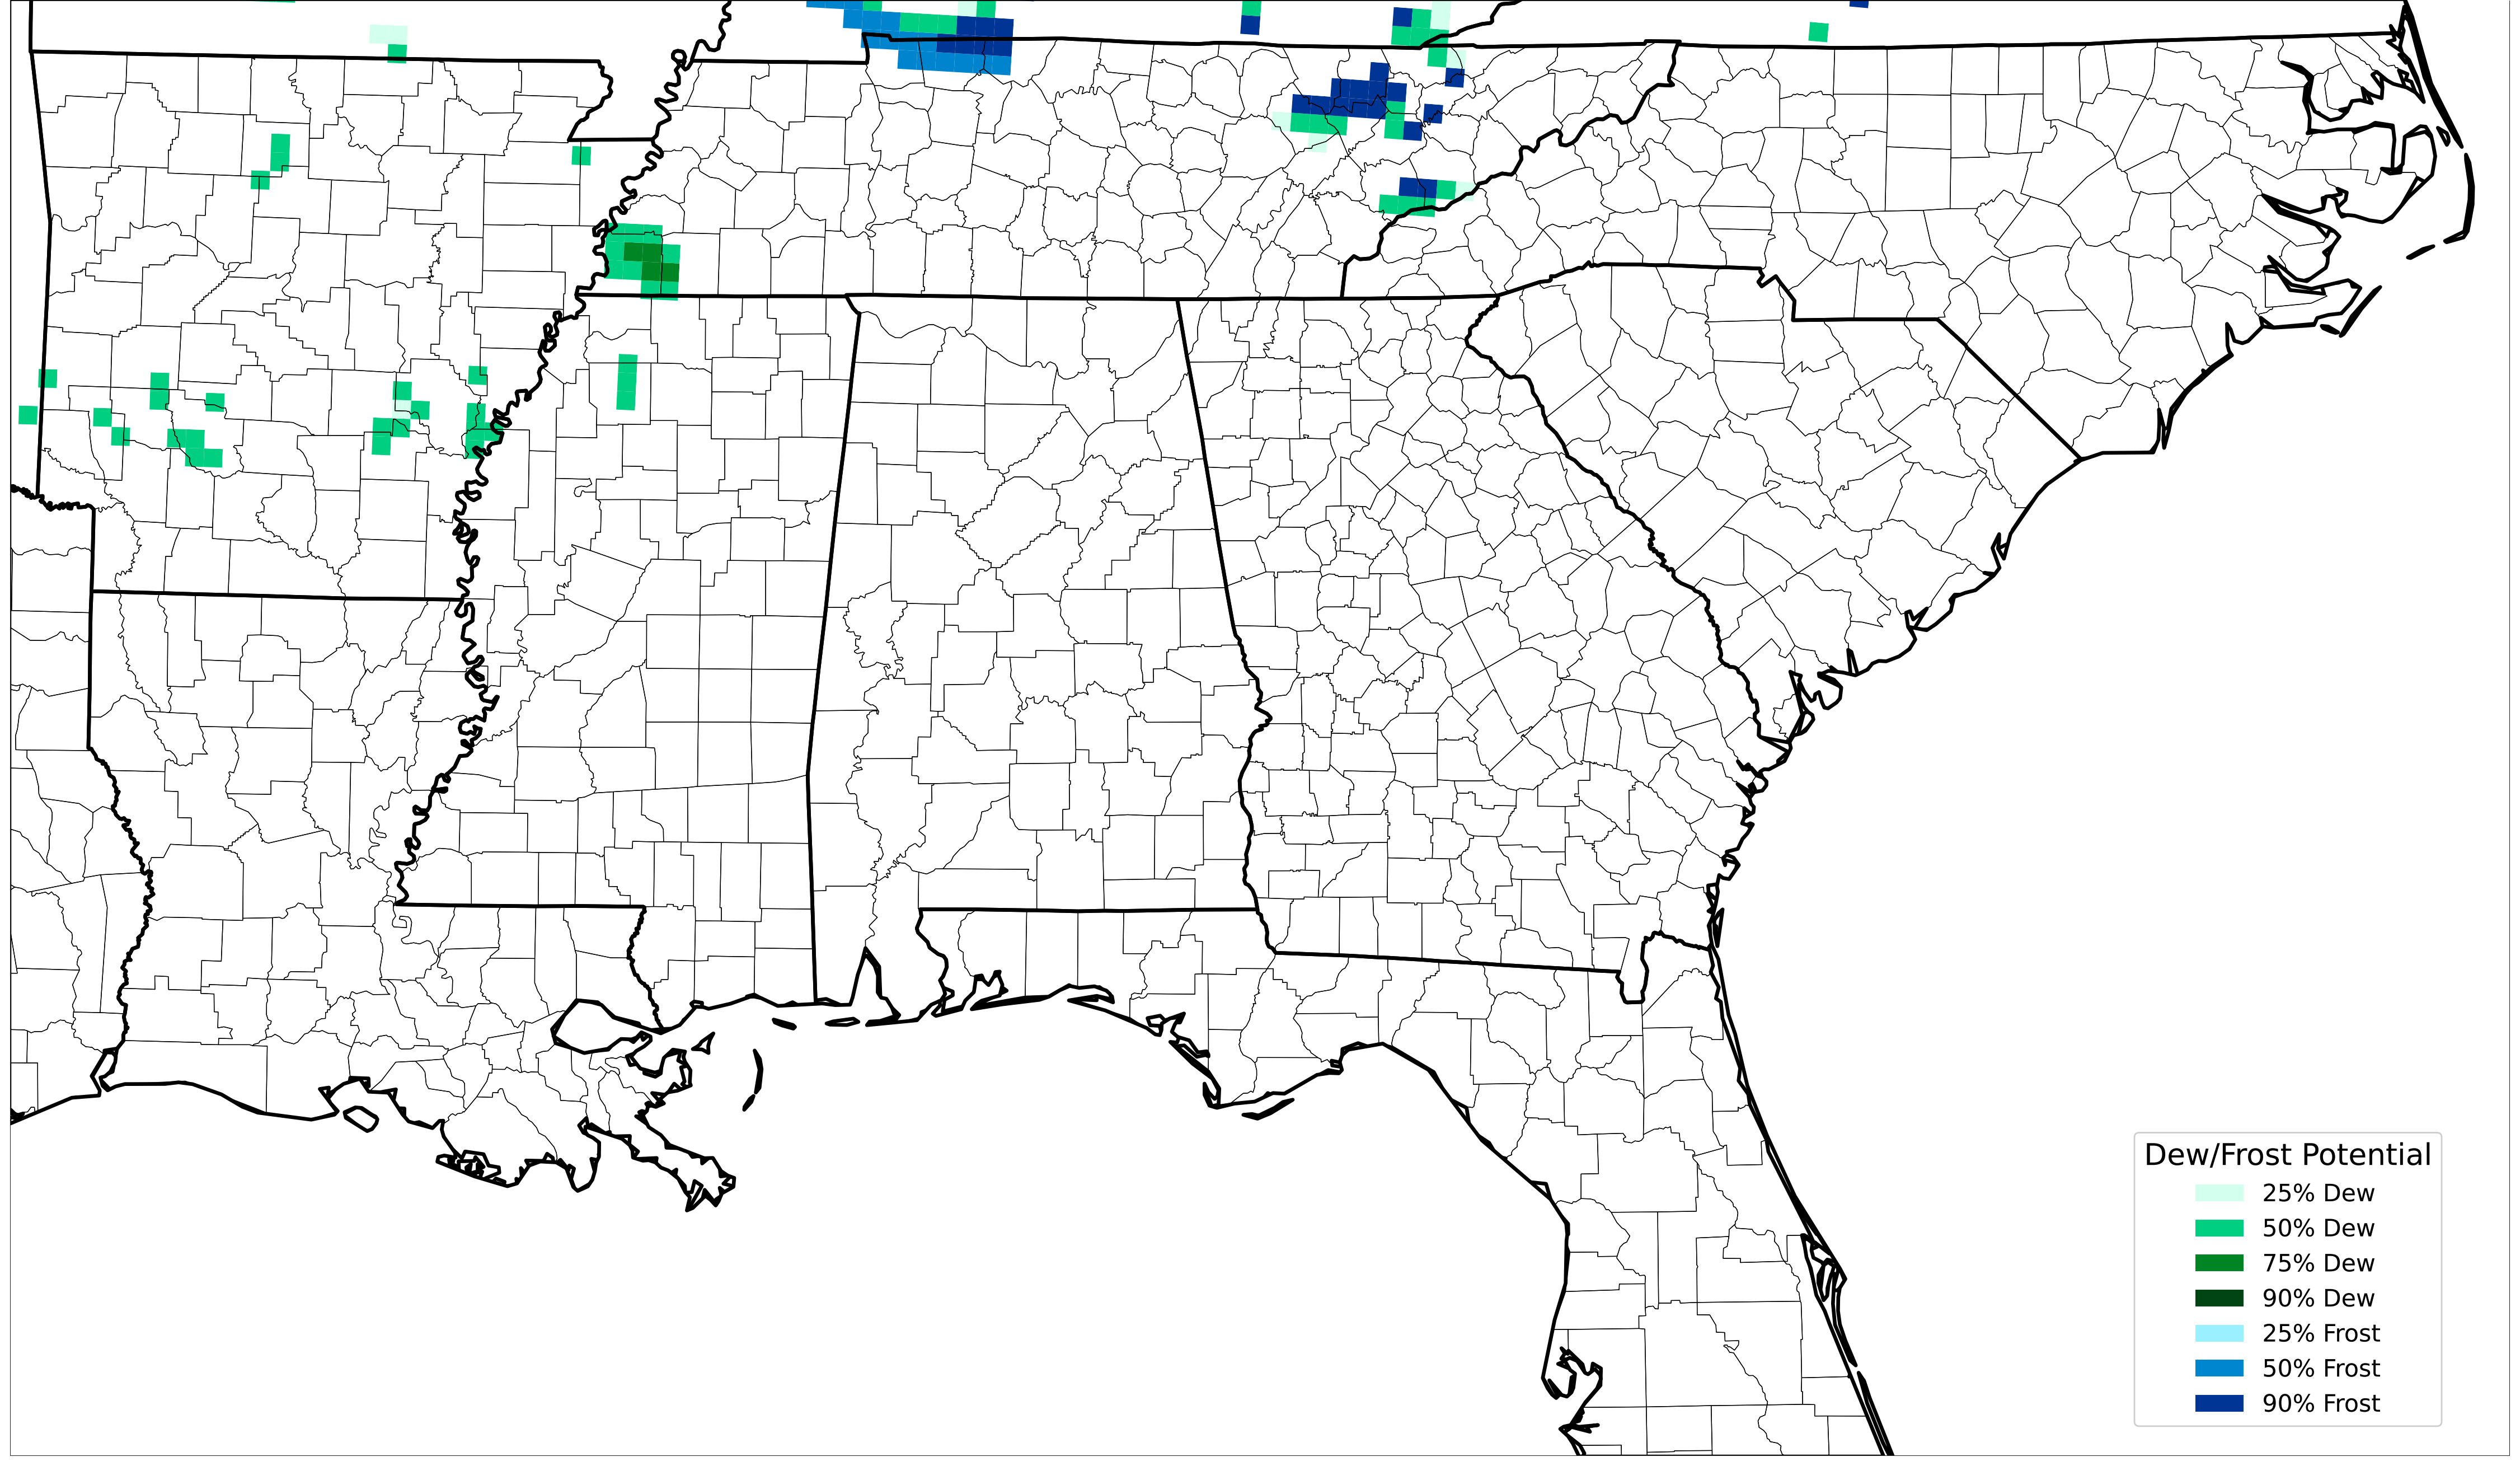 Dew/Frost Potential
25% Dew
50% Dew
75% Dew
90% Dew
25% Frost
50% Frost
90% Frost